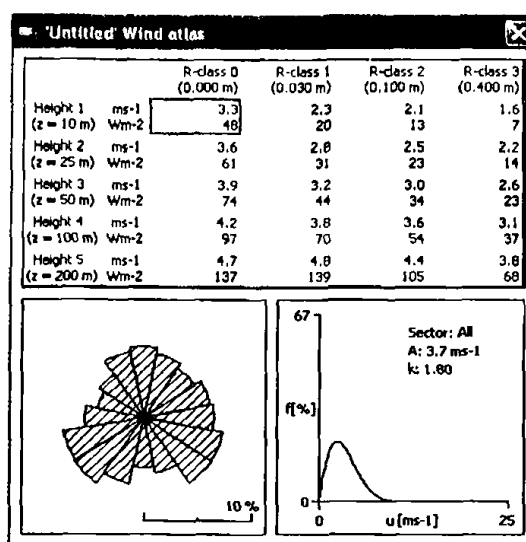 'Untitled' Wind atlas
R-class 0 R-class 1 R-class 2 R-class 3
(0.000 m) (0.030 m) (0.100 m) (0.400 m)
Height 1 ms-1 3.3 2.3 2.1 1.6
(z = 10 m) Wm-2 48 20 13 7
Height 2 ms-1 3.6 2.8 2.5 2.2
(z = 25 m) Wm-2 61 31 23 14
Height 3 ms-1 3.9 3.2 3.0 2.6
(z = 50 m) Wm-2 74 44 34 23
Height 4 ms-1 4.2 3.8 3.6 3.1
(z = 100 m) Wm-2 97 70 54 37
Height 5 ms-1 4.7 4.8 4.4 3.8
(z = 200 m) Wm-2 137 139 105 68
10 %
67
Sector: All
A: 3.7 ms-1
k: 1.80
f[%]
0
0 u [ms-1] 25